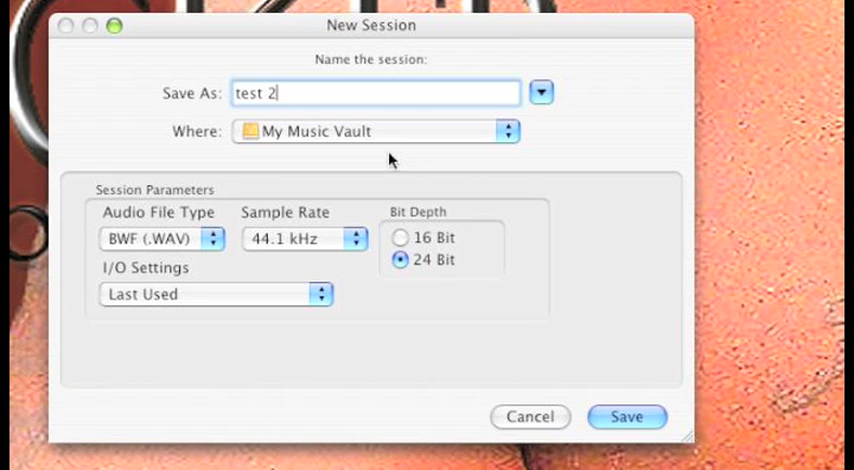 New Session
Name the session:
Save As: test 2
Where: My Music Vault
Session Parameters
Audio File Type Sample Rate Bit Depth
BWF (.WAV) 44.1 kHz 16 Bit
24 Bit
I/O Settings
Last Used
Cancel Save